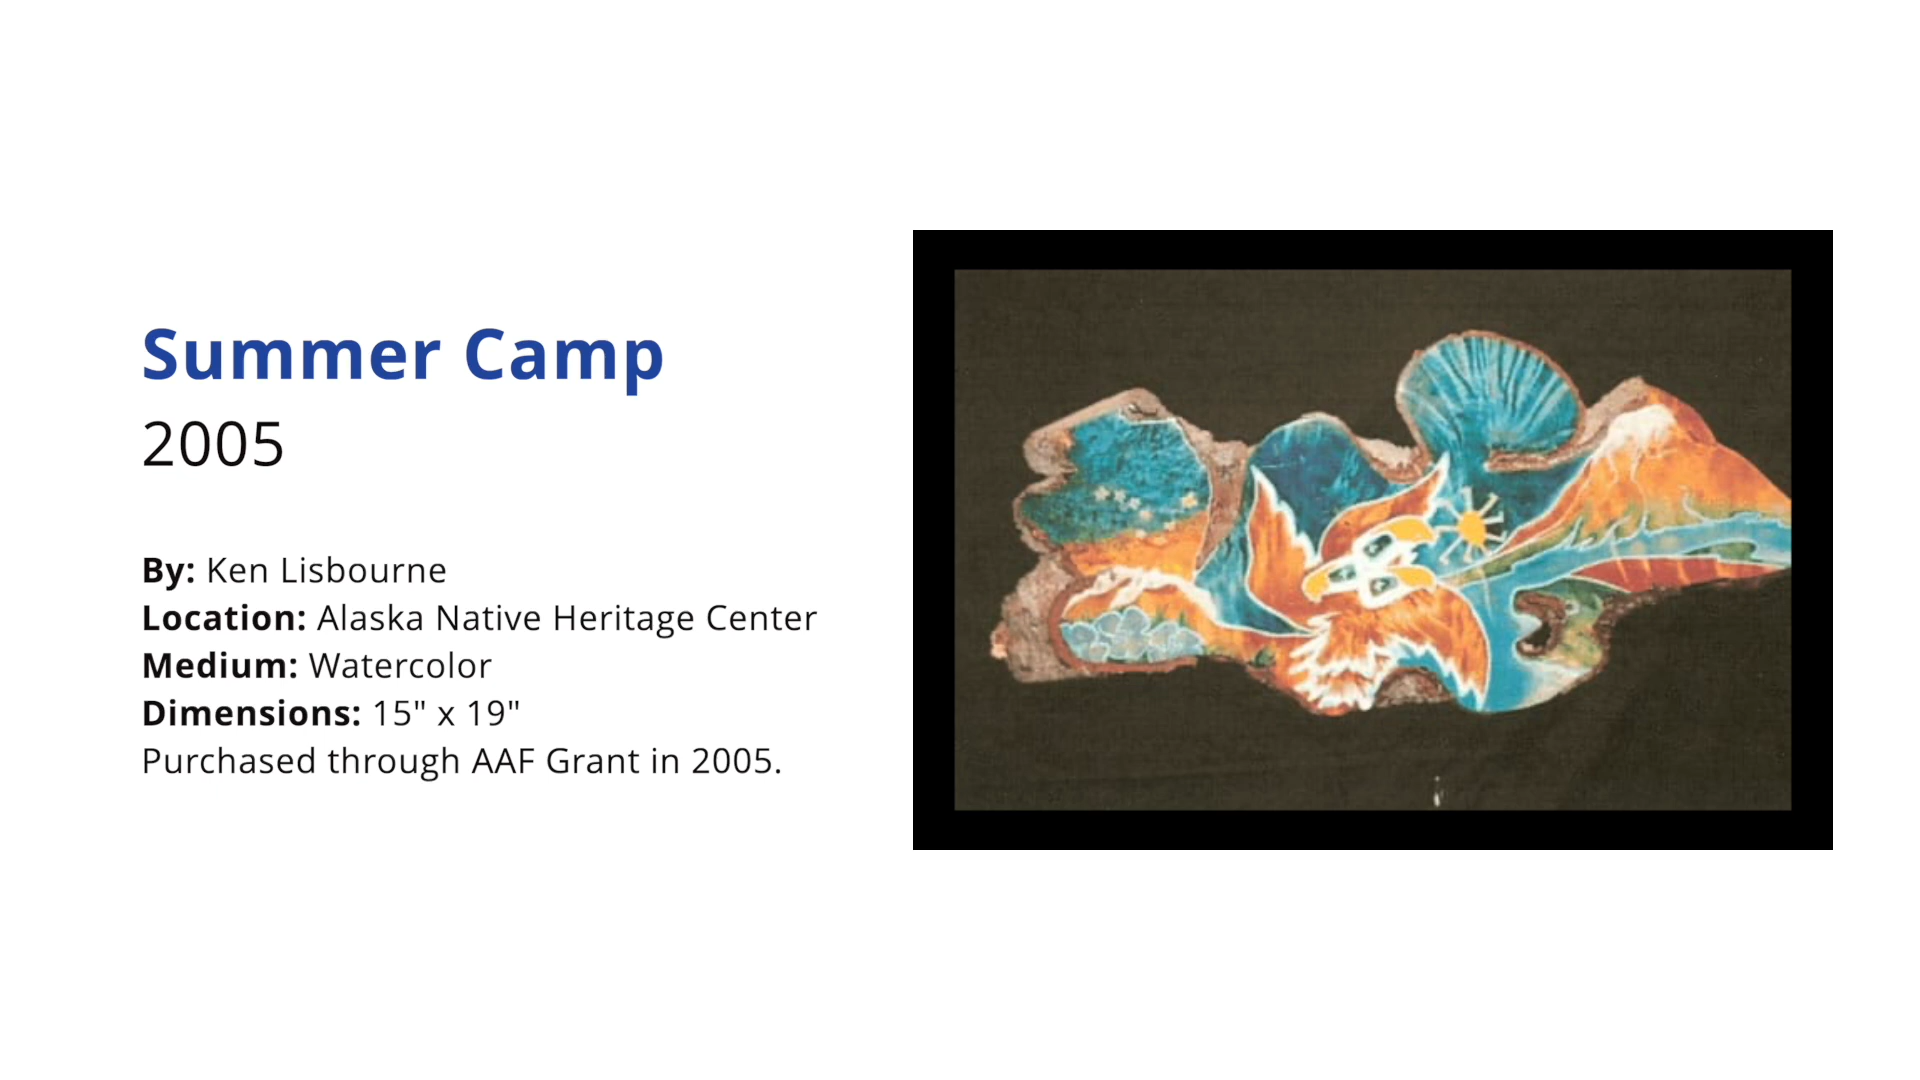 Summer Camp
2005
By: Ken Lisbourne
Location: Alaska Native Heritage Center
Medium: Watercolor
Dimensions: 15" x 19"
Purchased through AAF Grant in 2005.